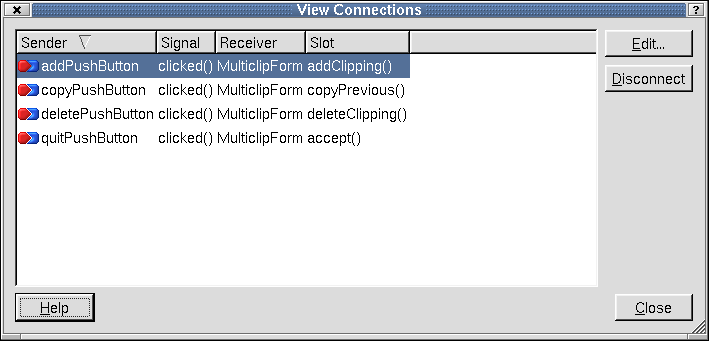 View Connections
Sender Signal Receiver Slot
addPushButton clicked() MulticlipForm addClipping()
copyPushButton clicked() MulticlipForm copyPrevious()
deletePushButton clicked() MulticlipForm deleteClipping()
quitPushButton clicked() MulticlipForm accept()
Edit...
Disconnect
Help
Close